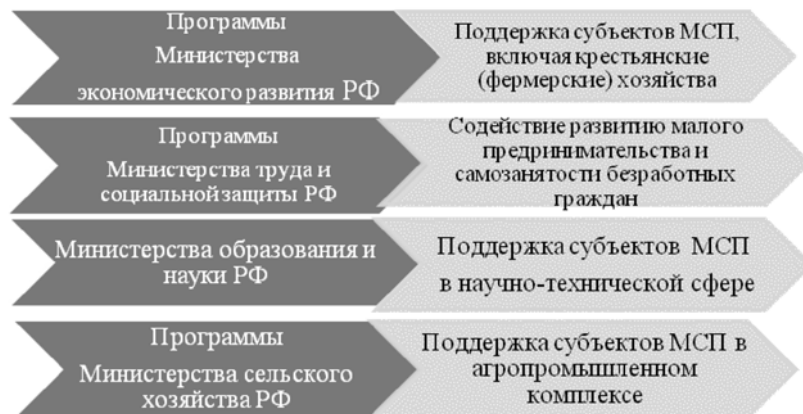 Программы
Министерства
экономического развития РФ
Поддержка субъектов МСП,
включая крестьянские
(фермерские) хозяйства
Программы
Министерства труда и
социальной защиты РФ
Содействие развитию малого
предпринимательства и
самозанятости безработных
граждан
Министерства образования и
науки РФ
Поддержка субъектов МСП
в научно-технической сфере
Программы
Министерства сельского
хозяйства РФ
Поддержка субъектов МСП в
агропромышленном
комплексе